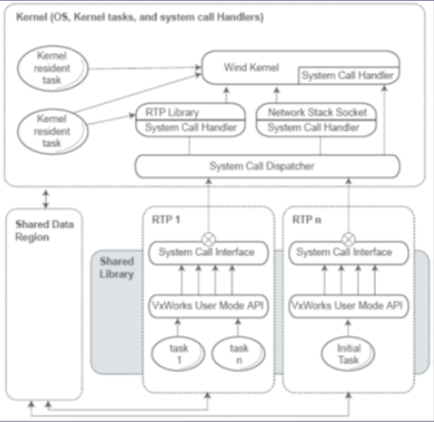 Kernel (OS, Kernel tasks, and system call Handlers)
Kernel
resident
task
Wind Kernel
System Call Handler
Kernel
resident
task
RTP Library
System Call Handler
Network Stack Socket
System Call Handler
System Call Dispatcher
Shared Data
Region
RTP 1
RTP n
Shared
Library
System Call Interface
System Call Interface
VxWorks User Mode API
VxWorks User Mode API
task
1
task
n
Initial
Task